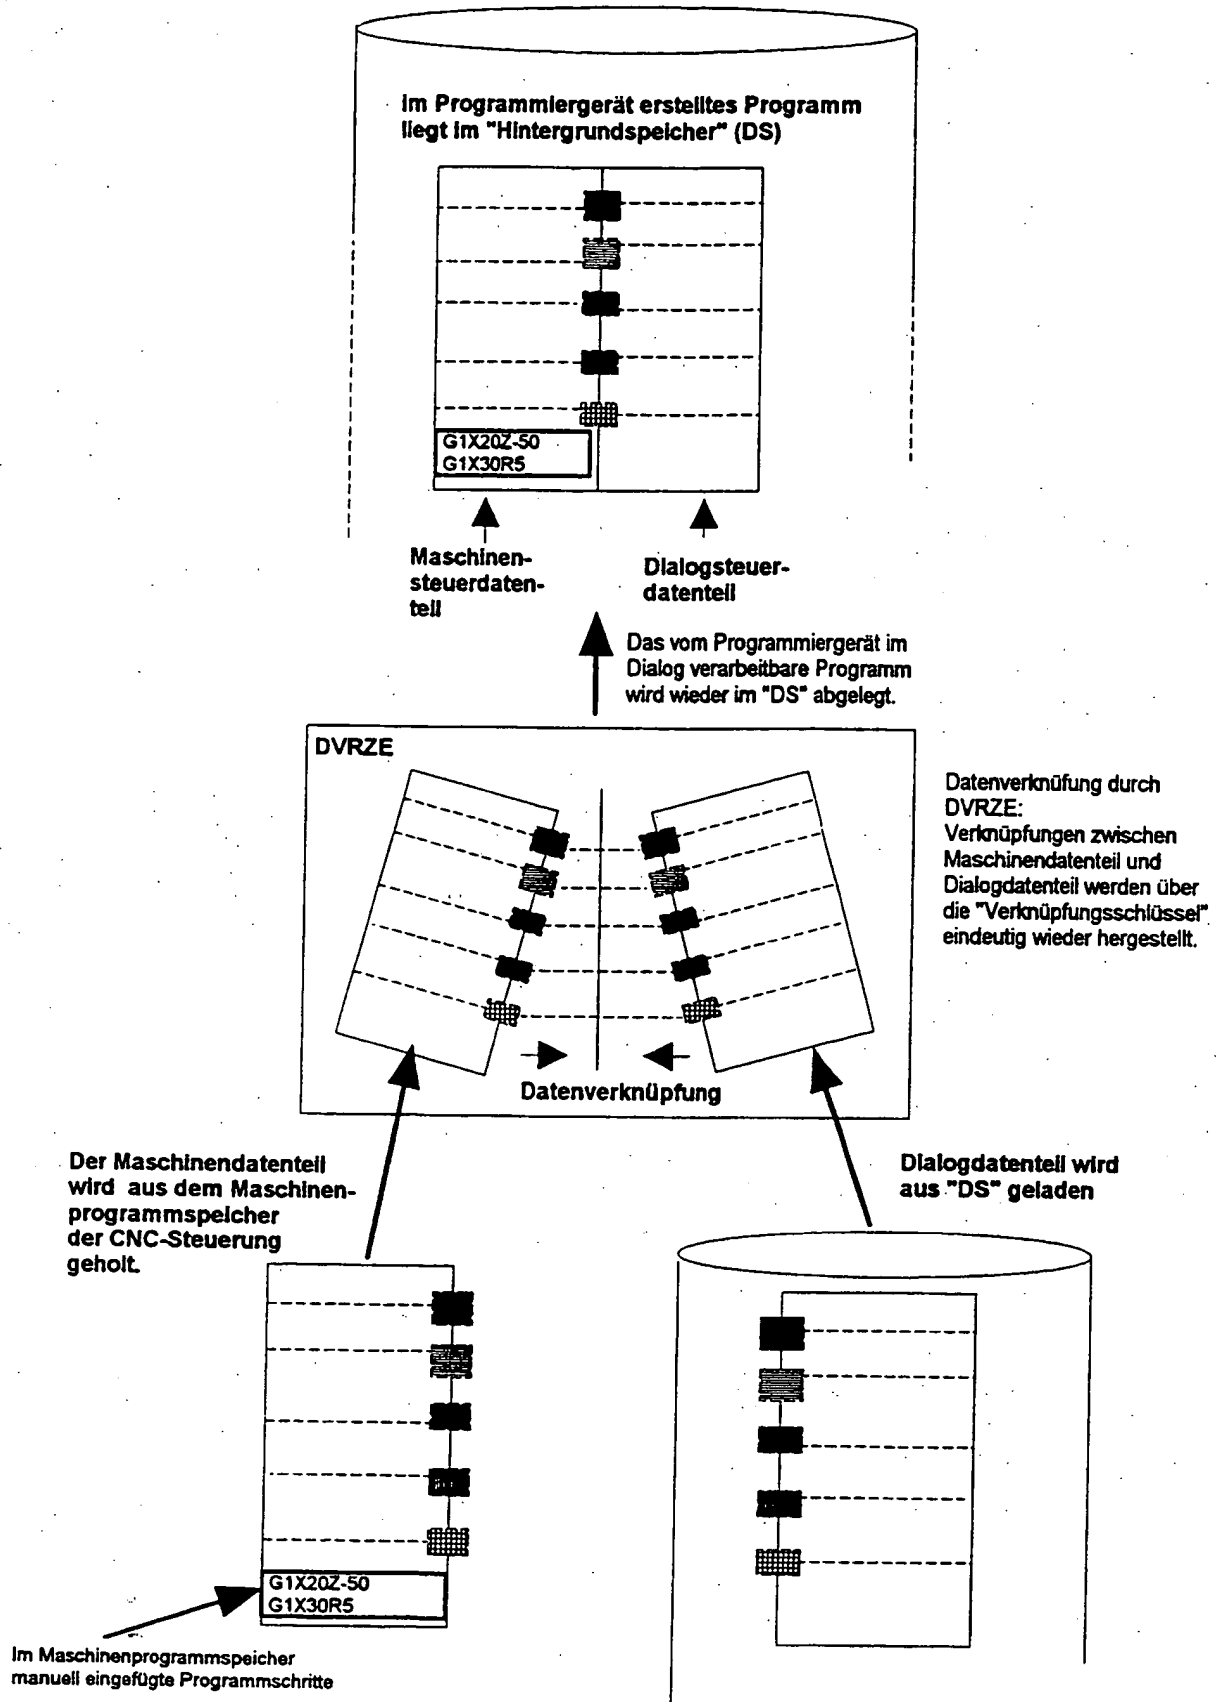 Im Programmiergerät erstelltes Programm
liegt im "Hintergrundspeicher" (DS)
G1X20Z-50
G1X30R5
Maschinen-
steuerdaten-
teil
Dialogsteuer-
datenteil
Das vom Programmiergerät im
Dialog verarbeitbare Programm
wird wieder im "DS" abgelegt.
DVRZE
Datenverknüfung durch
DVRZE:
Verknüpfungen zwischen
Maschinendatenteil und
Dialogdatenteil werden über
die "Verknüpfungsschlüssel"
eindeutig wieder hergestellt.
Datenverknüpfung
Der Maschinendatenteil
wird aus dem Maschinen-
programmspeicher
der CNC-Steuerung
geholt.
Dialogdatenteil wird
aus "DS" geladen
G1X20Z-50
G1X30R5
Im Maschinenprogrammspeicher
manuell eingefügte Programmschritte